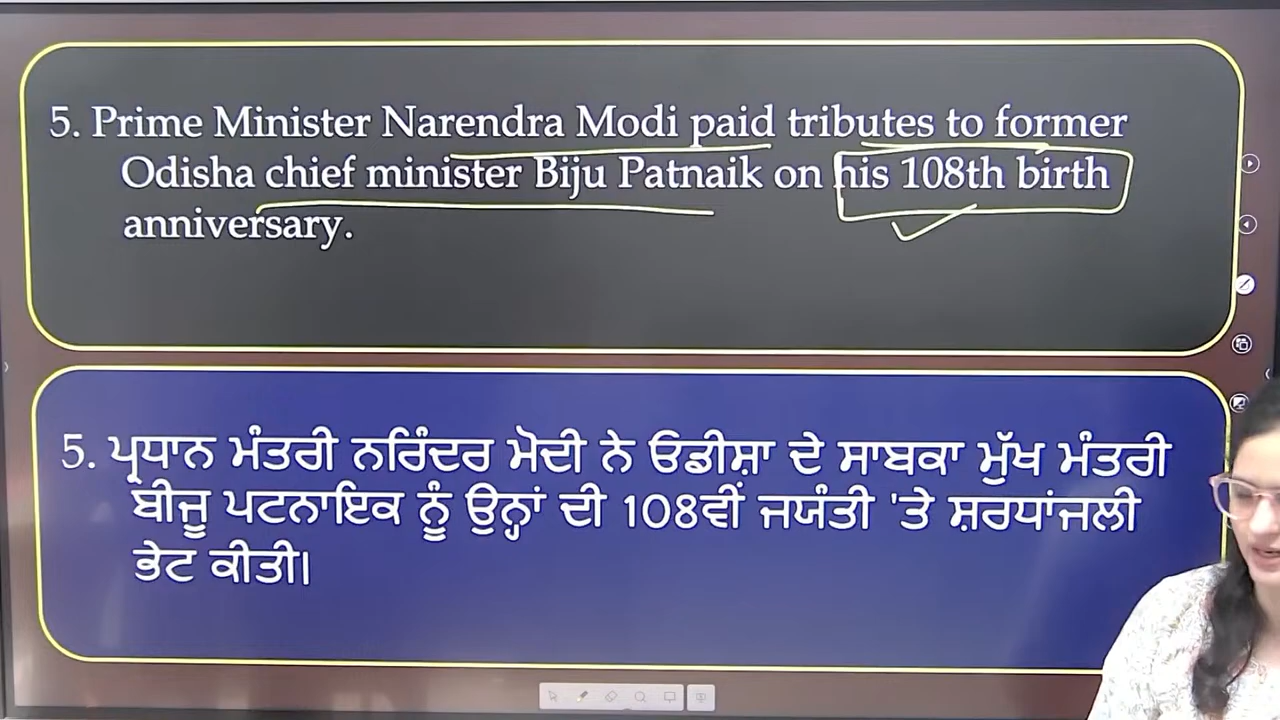 5. Prime Minister Narendra Modi paid tributes to former
Odisha chief minister Biju Patnaik on his 108th birth
anniversary.
5. ਪ੍ਰਧਾਨ ਮੰਤਰੀ ਨਰਿੰਦਰ ਮੋਦੀ ਨੇ ਓਡੀਸ਼ਾ ਦੇ ਸਾਬਕਾ ਮੁੱਖ ਮੰਤਰੀ
ਬੀਜੂ ਪਟਨਾਇਕ ਨੂੰ ਉਨ੍ਹਾਂ ਦੀ 108ਵੀਂ ਜਯੰਤੀ 'ਤੇ ਸ਼ਰਧਾਂਜਲੀ
ਭੇਟ ਕੀਤੀ।